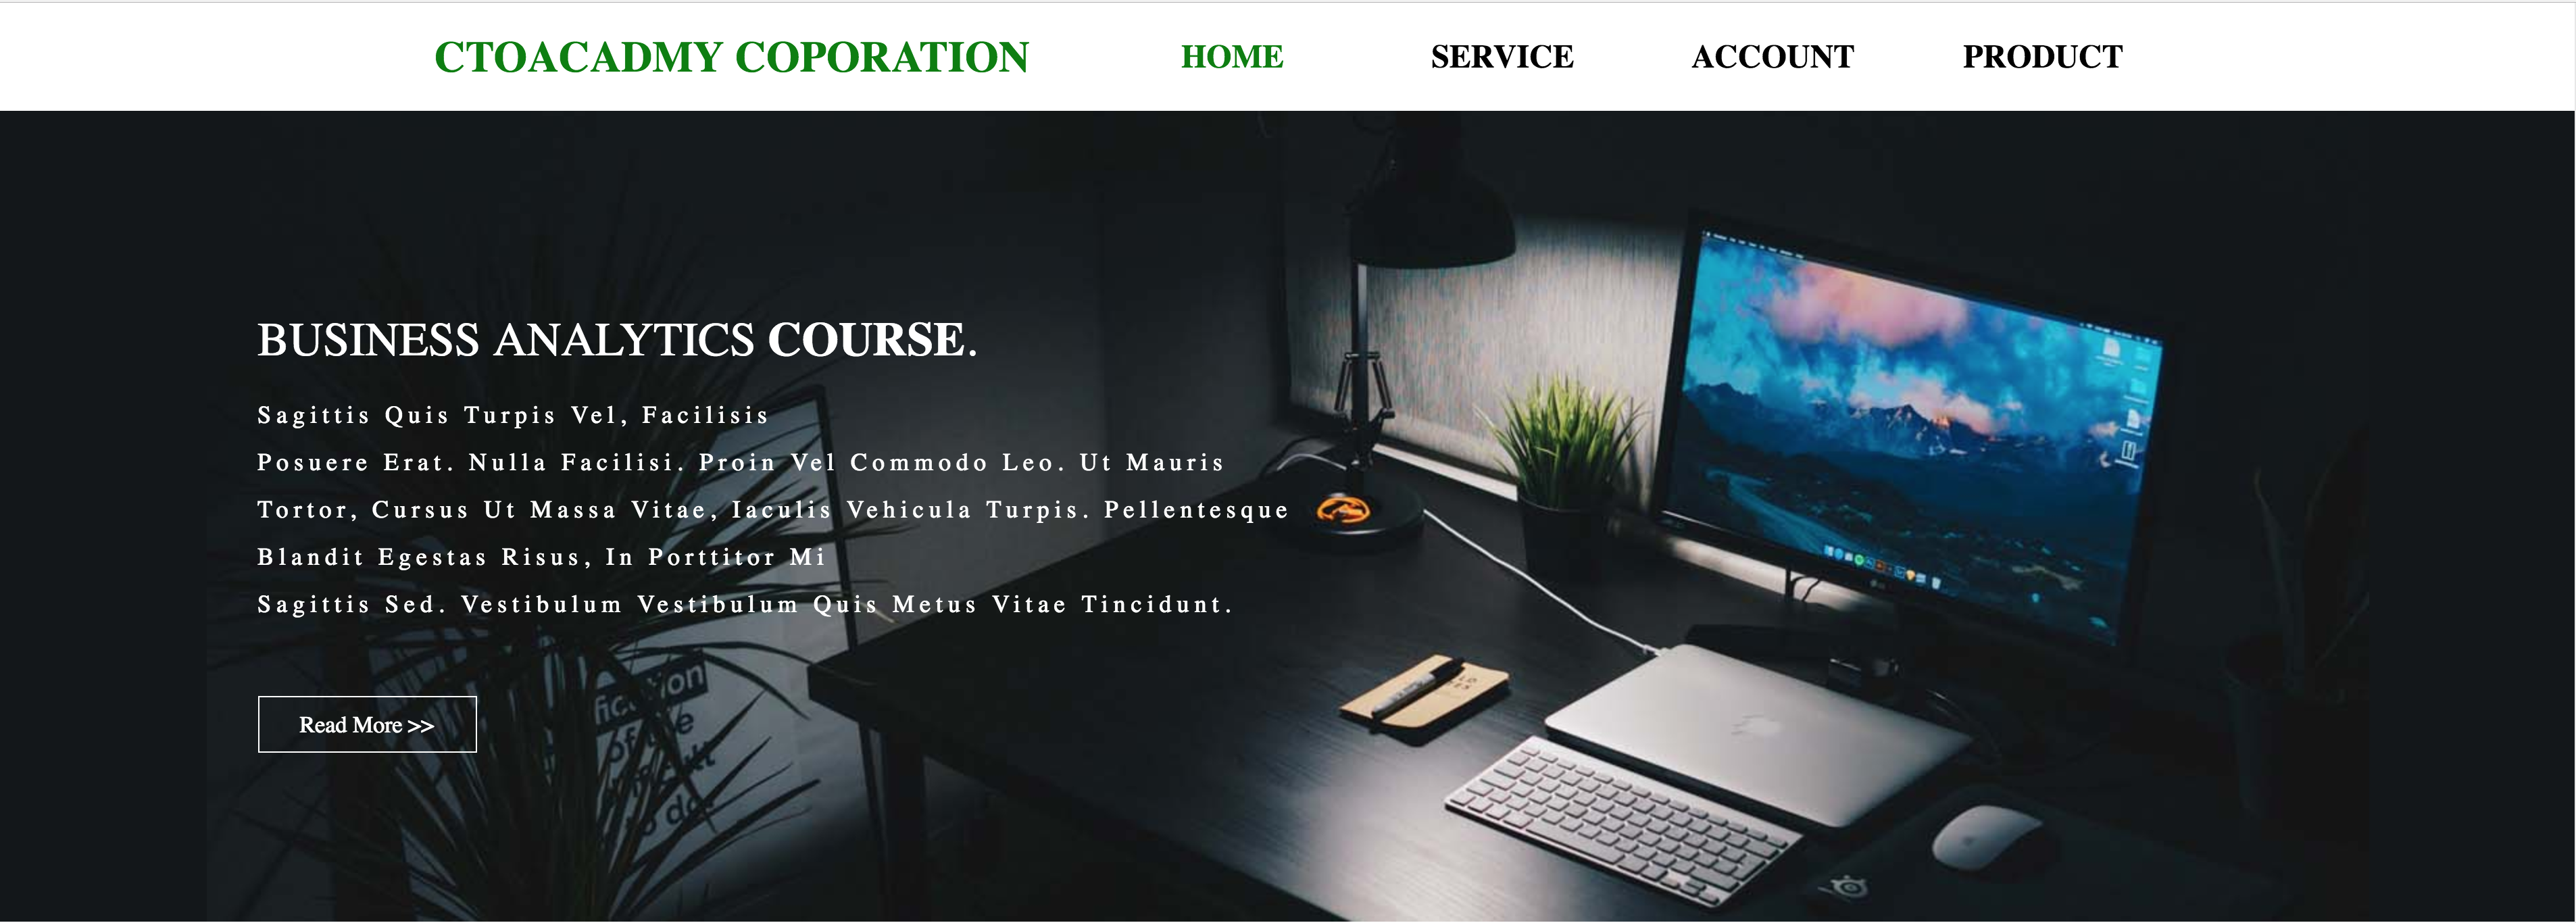 CTOACADMY COPORATION HOME SERVICE ACCOUNT PRODUCT
BUSINESS ANALYTICS COURSE.
Sagittis Quis Turpis Vel, Facilisis
Posuere Erat. Nulla Facilisi. Proin Vel Commodo Leo. Ut Mauris
Tortor, Cursus Ut Massa Vitae, Iaculis Vehicula Turpis. Pellentesque
Blandit Egestas Risus, In Porttitor Mi
Sagittis Sed. Vestibulum Vestibulum Quis Metus Vitae Tincidunt.
Read More >>